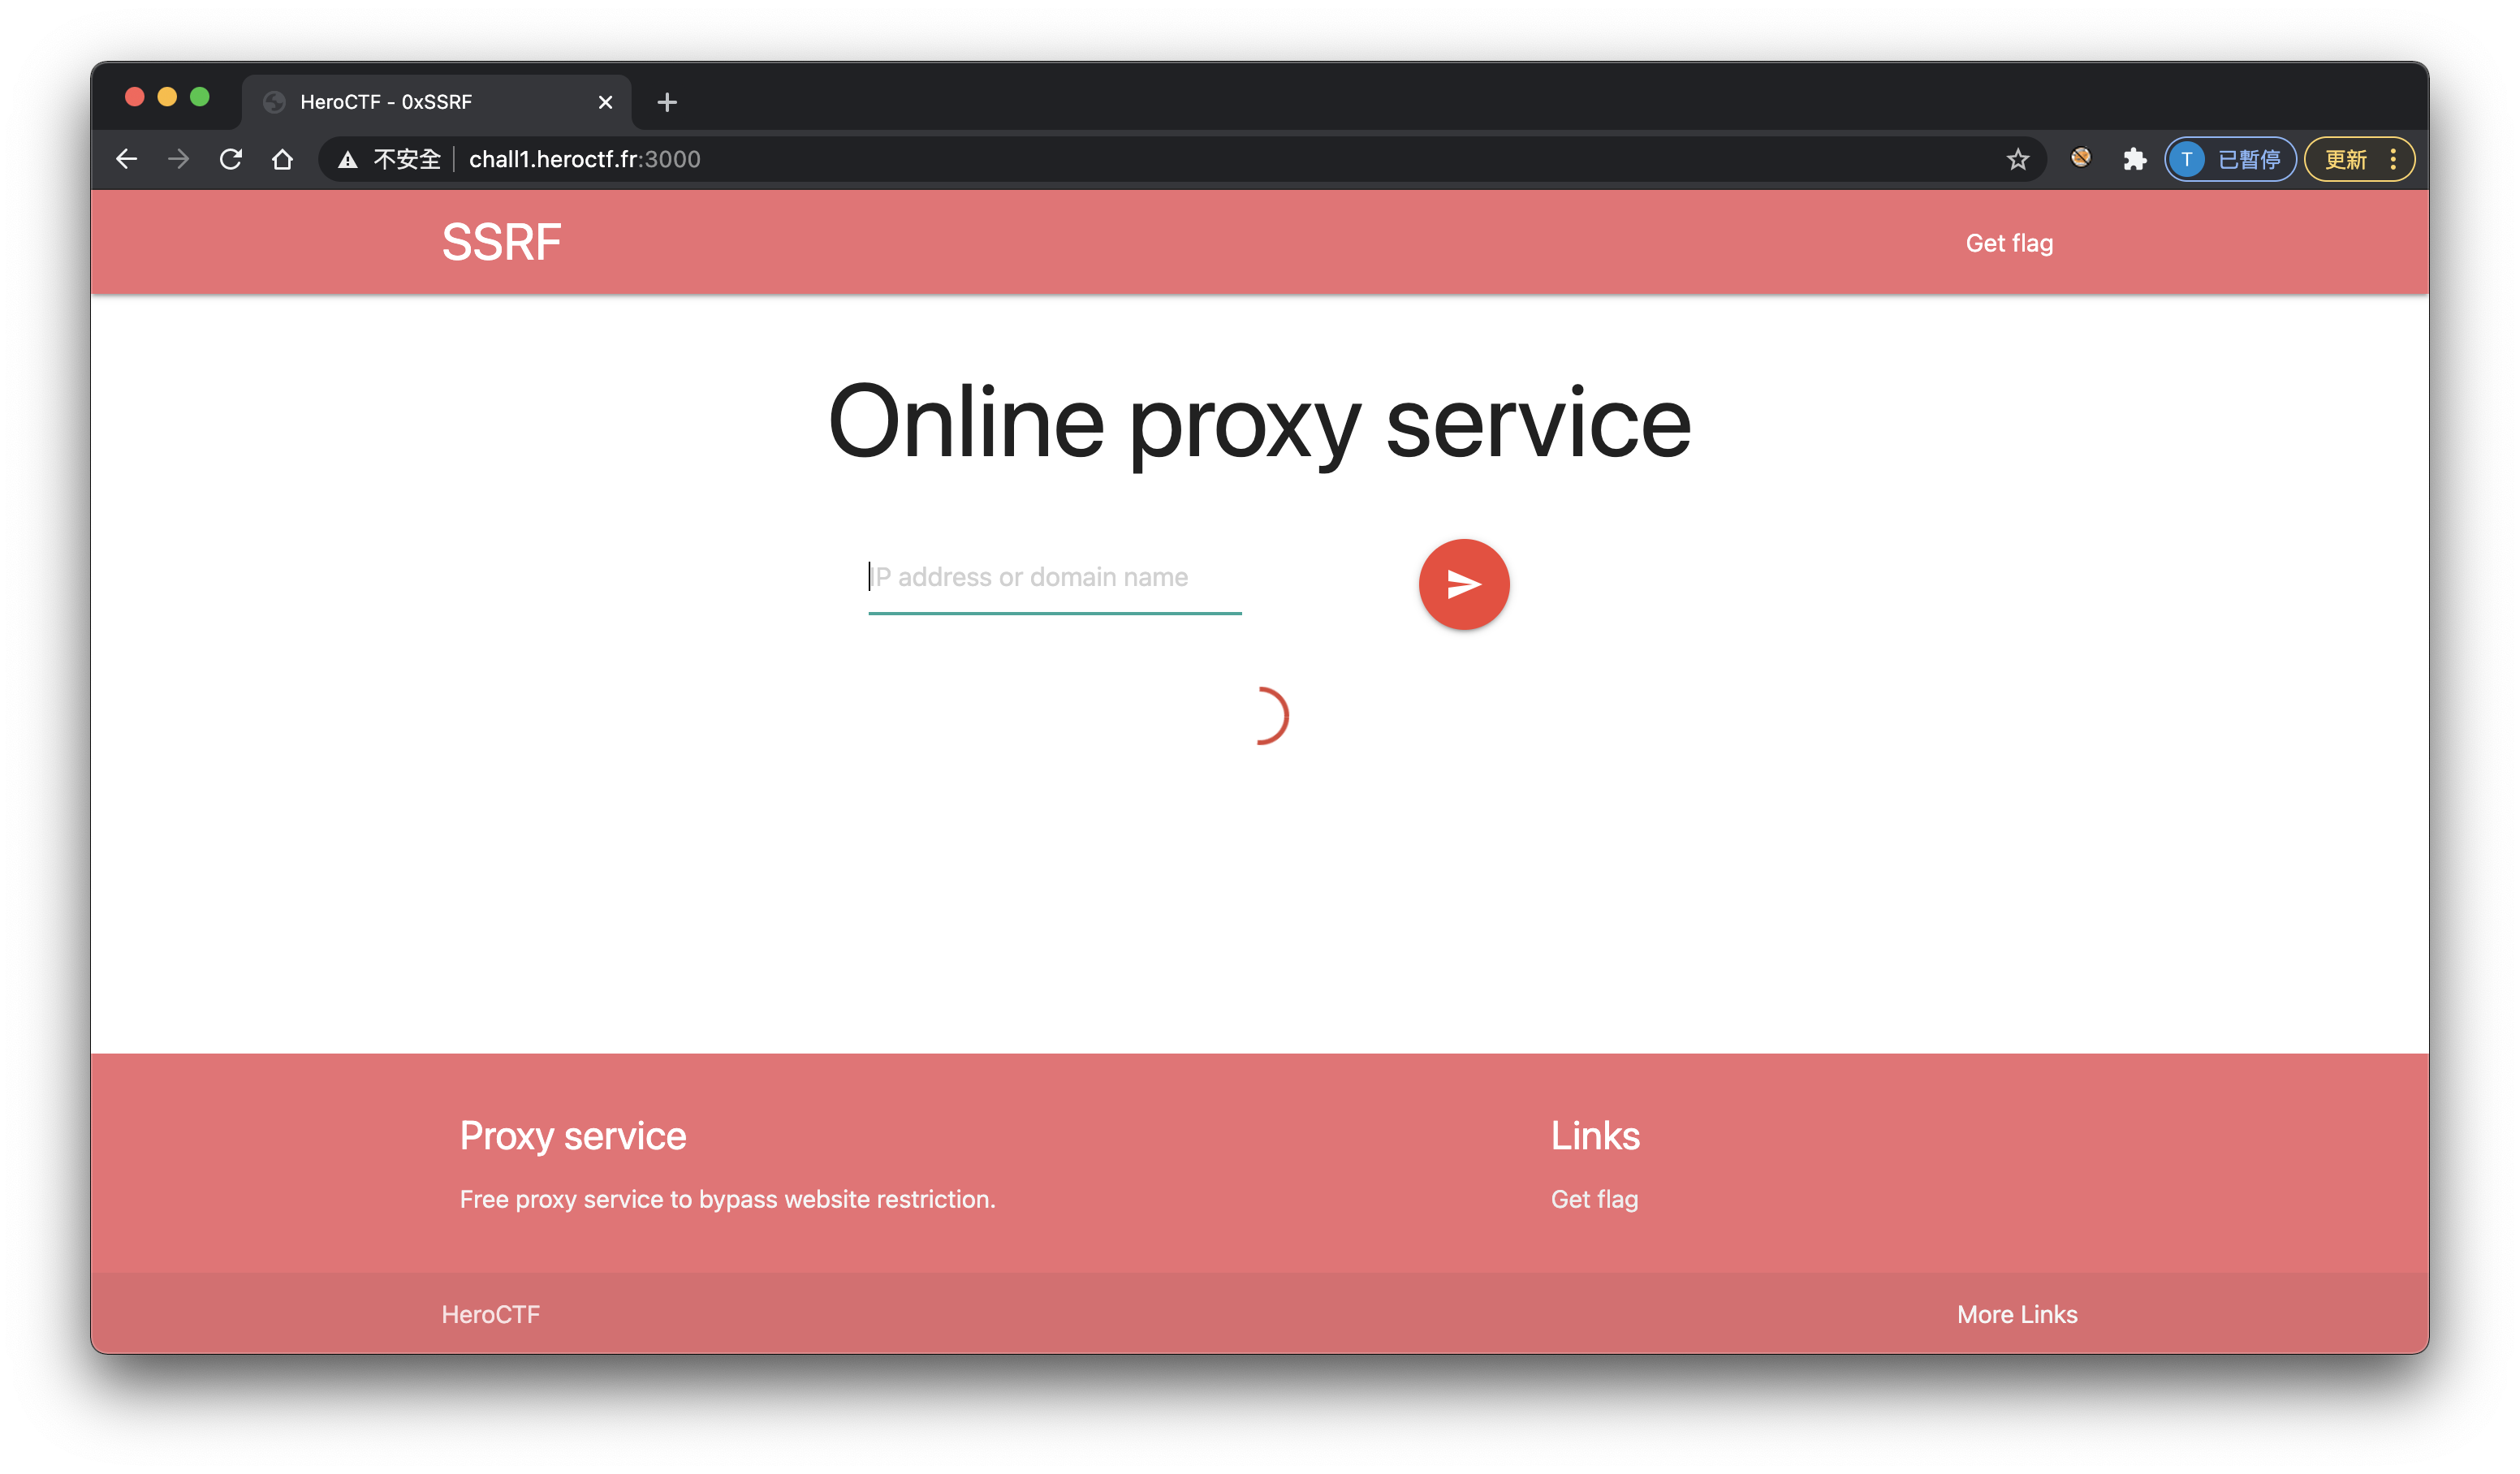 HeroCTF - 0xSSRF
不安全 chall1.heroctf.fr:3000
T 已暫停 更新
SSRF Get flag
Online proxy service
IP address or domain name
Proxy service Links
Free proxy service to bypass website restriction. Get flag
HeroCTF More Links